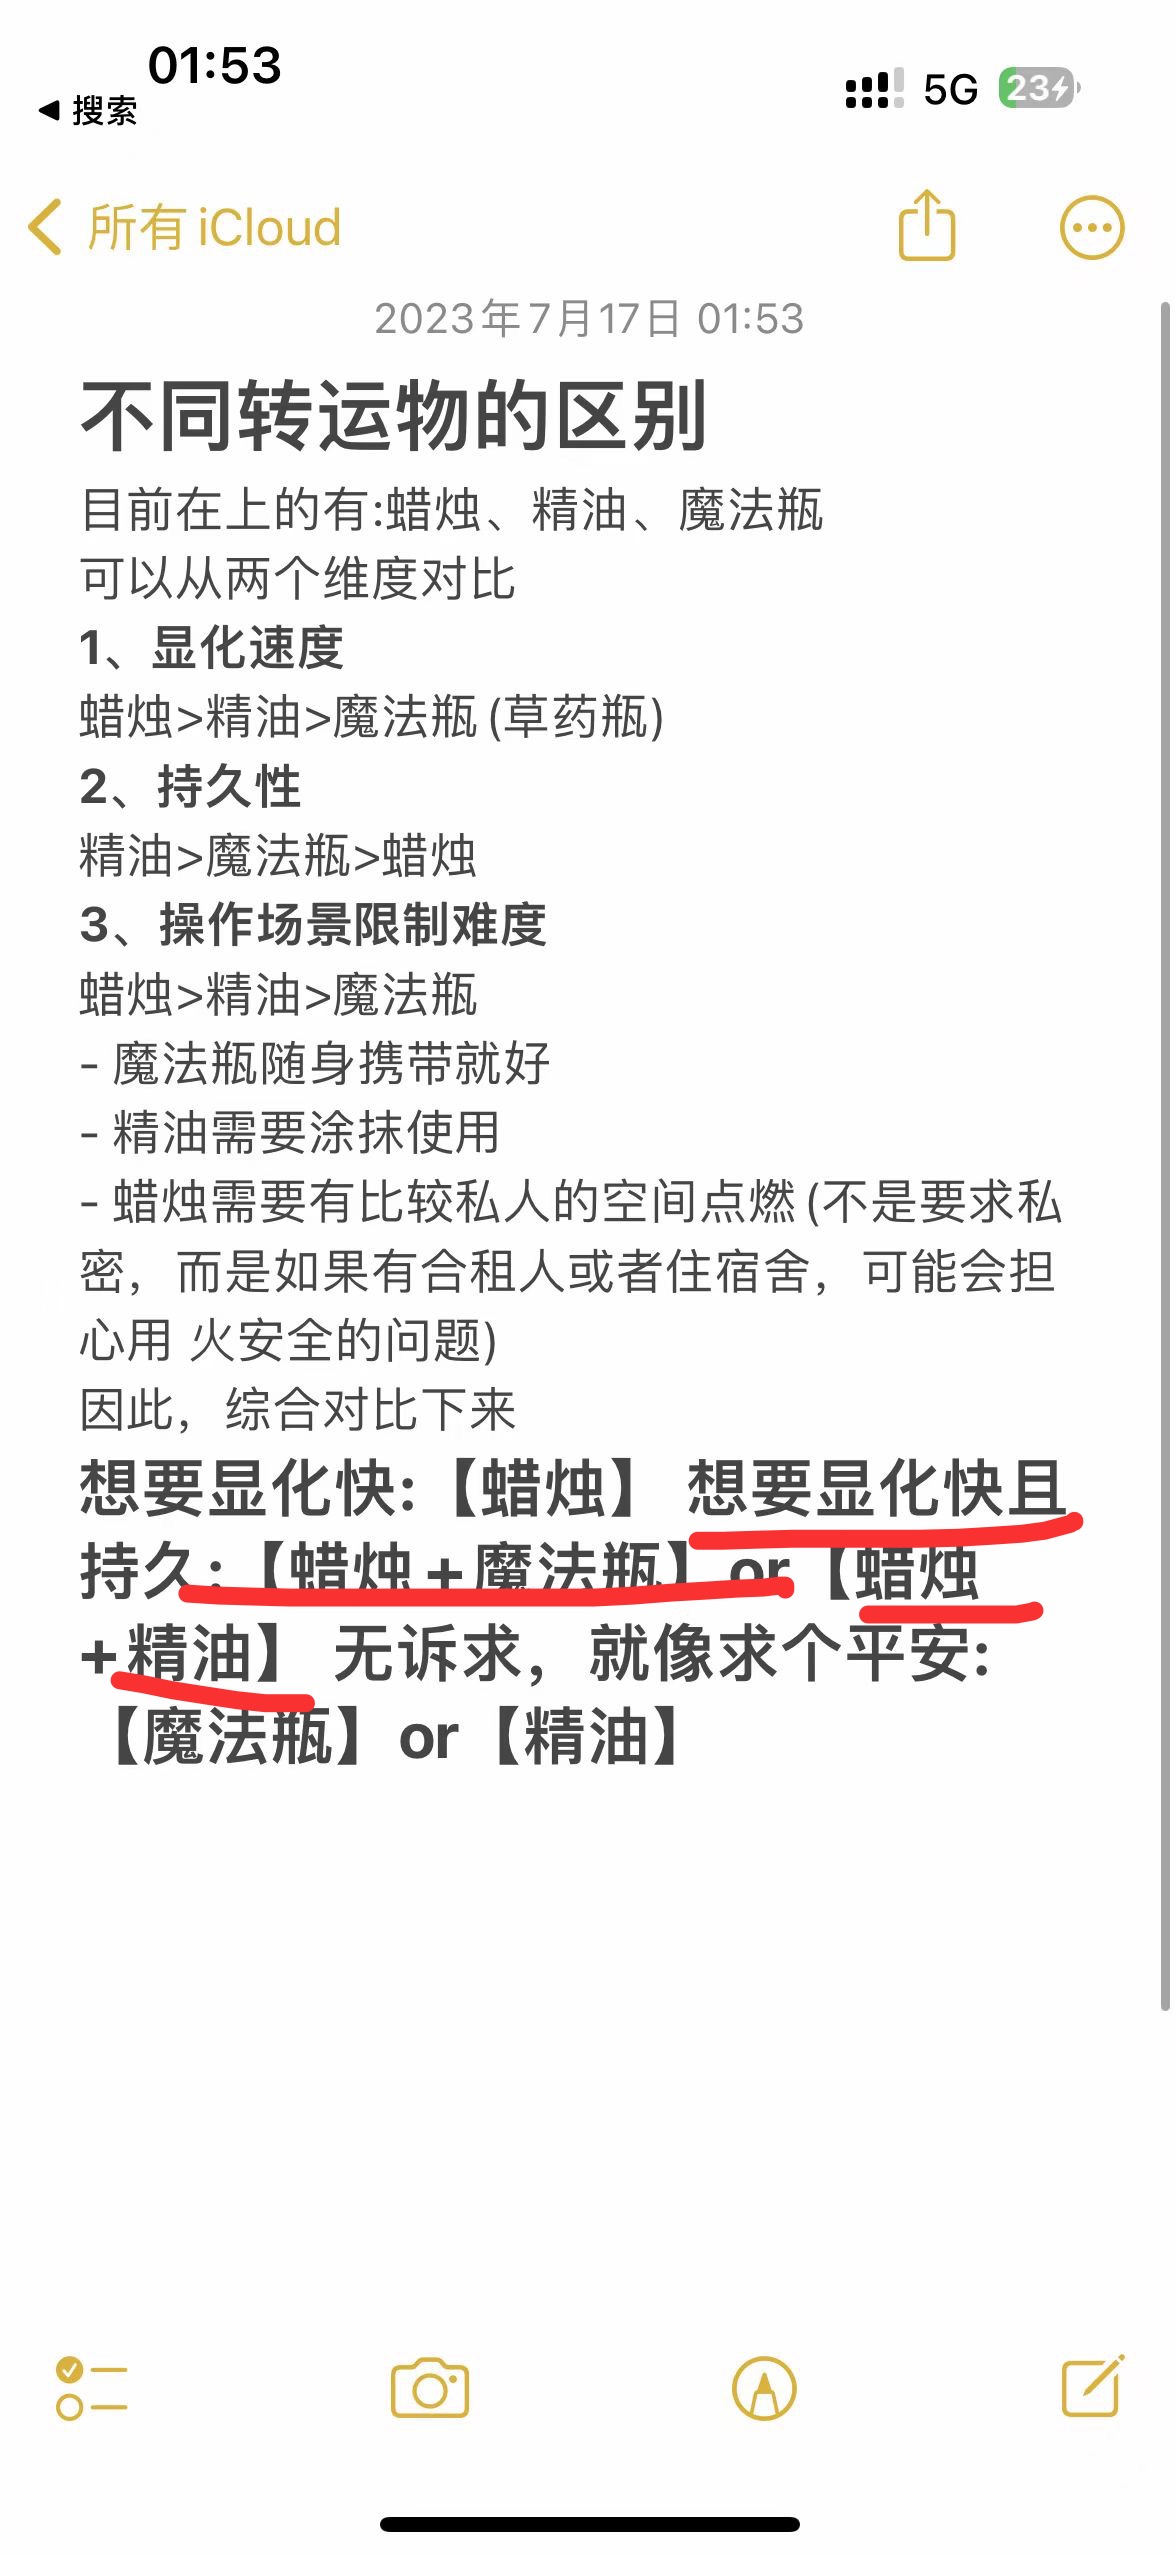 01:53
搜索
5G
23
所有 iCloud
2023年7月17日 01:53
不同转运物的区别
目前在上的有:蜡烛、精油、魔法瓶
可以从两个维度对比
1、显化速度
蜡烛>精油>魔法瓶 (草药瓶)
2、持久性
精油>魔法瓶>蜡烛
3、操作场景限制难度
蜡烛>精油>魔法瓶
- 魔法瓶随身携带就好
- 精油需要涂抹使用
- 蜡烛需要有比较私人的空间点燃 (不是要求私
密，而是如果有合租人或者住宿舍，可能会担
心用 火安全的问题)
因此，综合对比下来
想要显化快:【蜡烛】 想要显化快且
持久:【蜡烛+魔法瓶】or【蜡烛
+精油】 无诉求，就像求个平安:
【魔法瓶】or【精油】